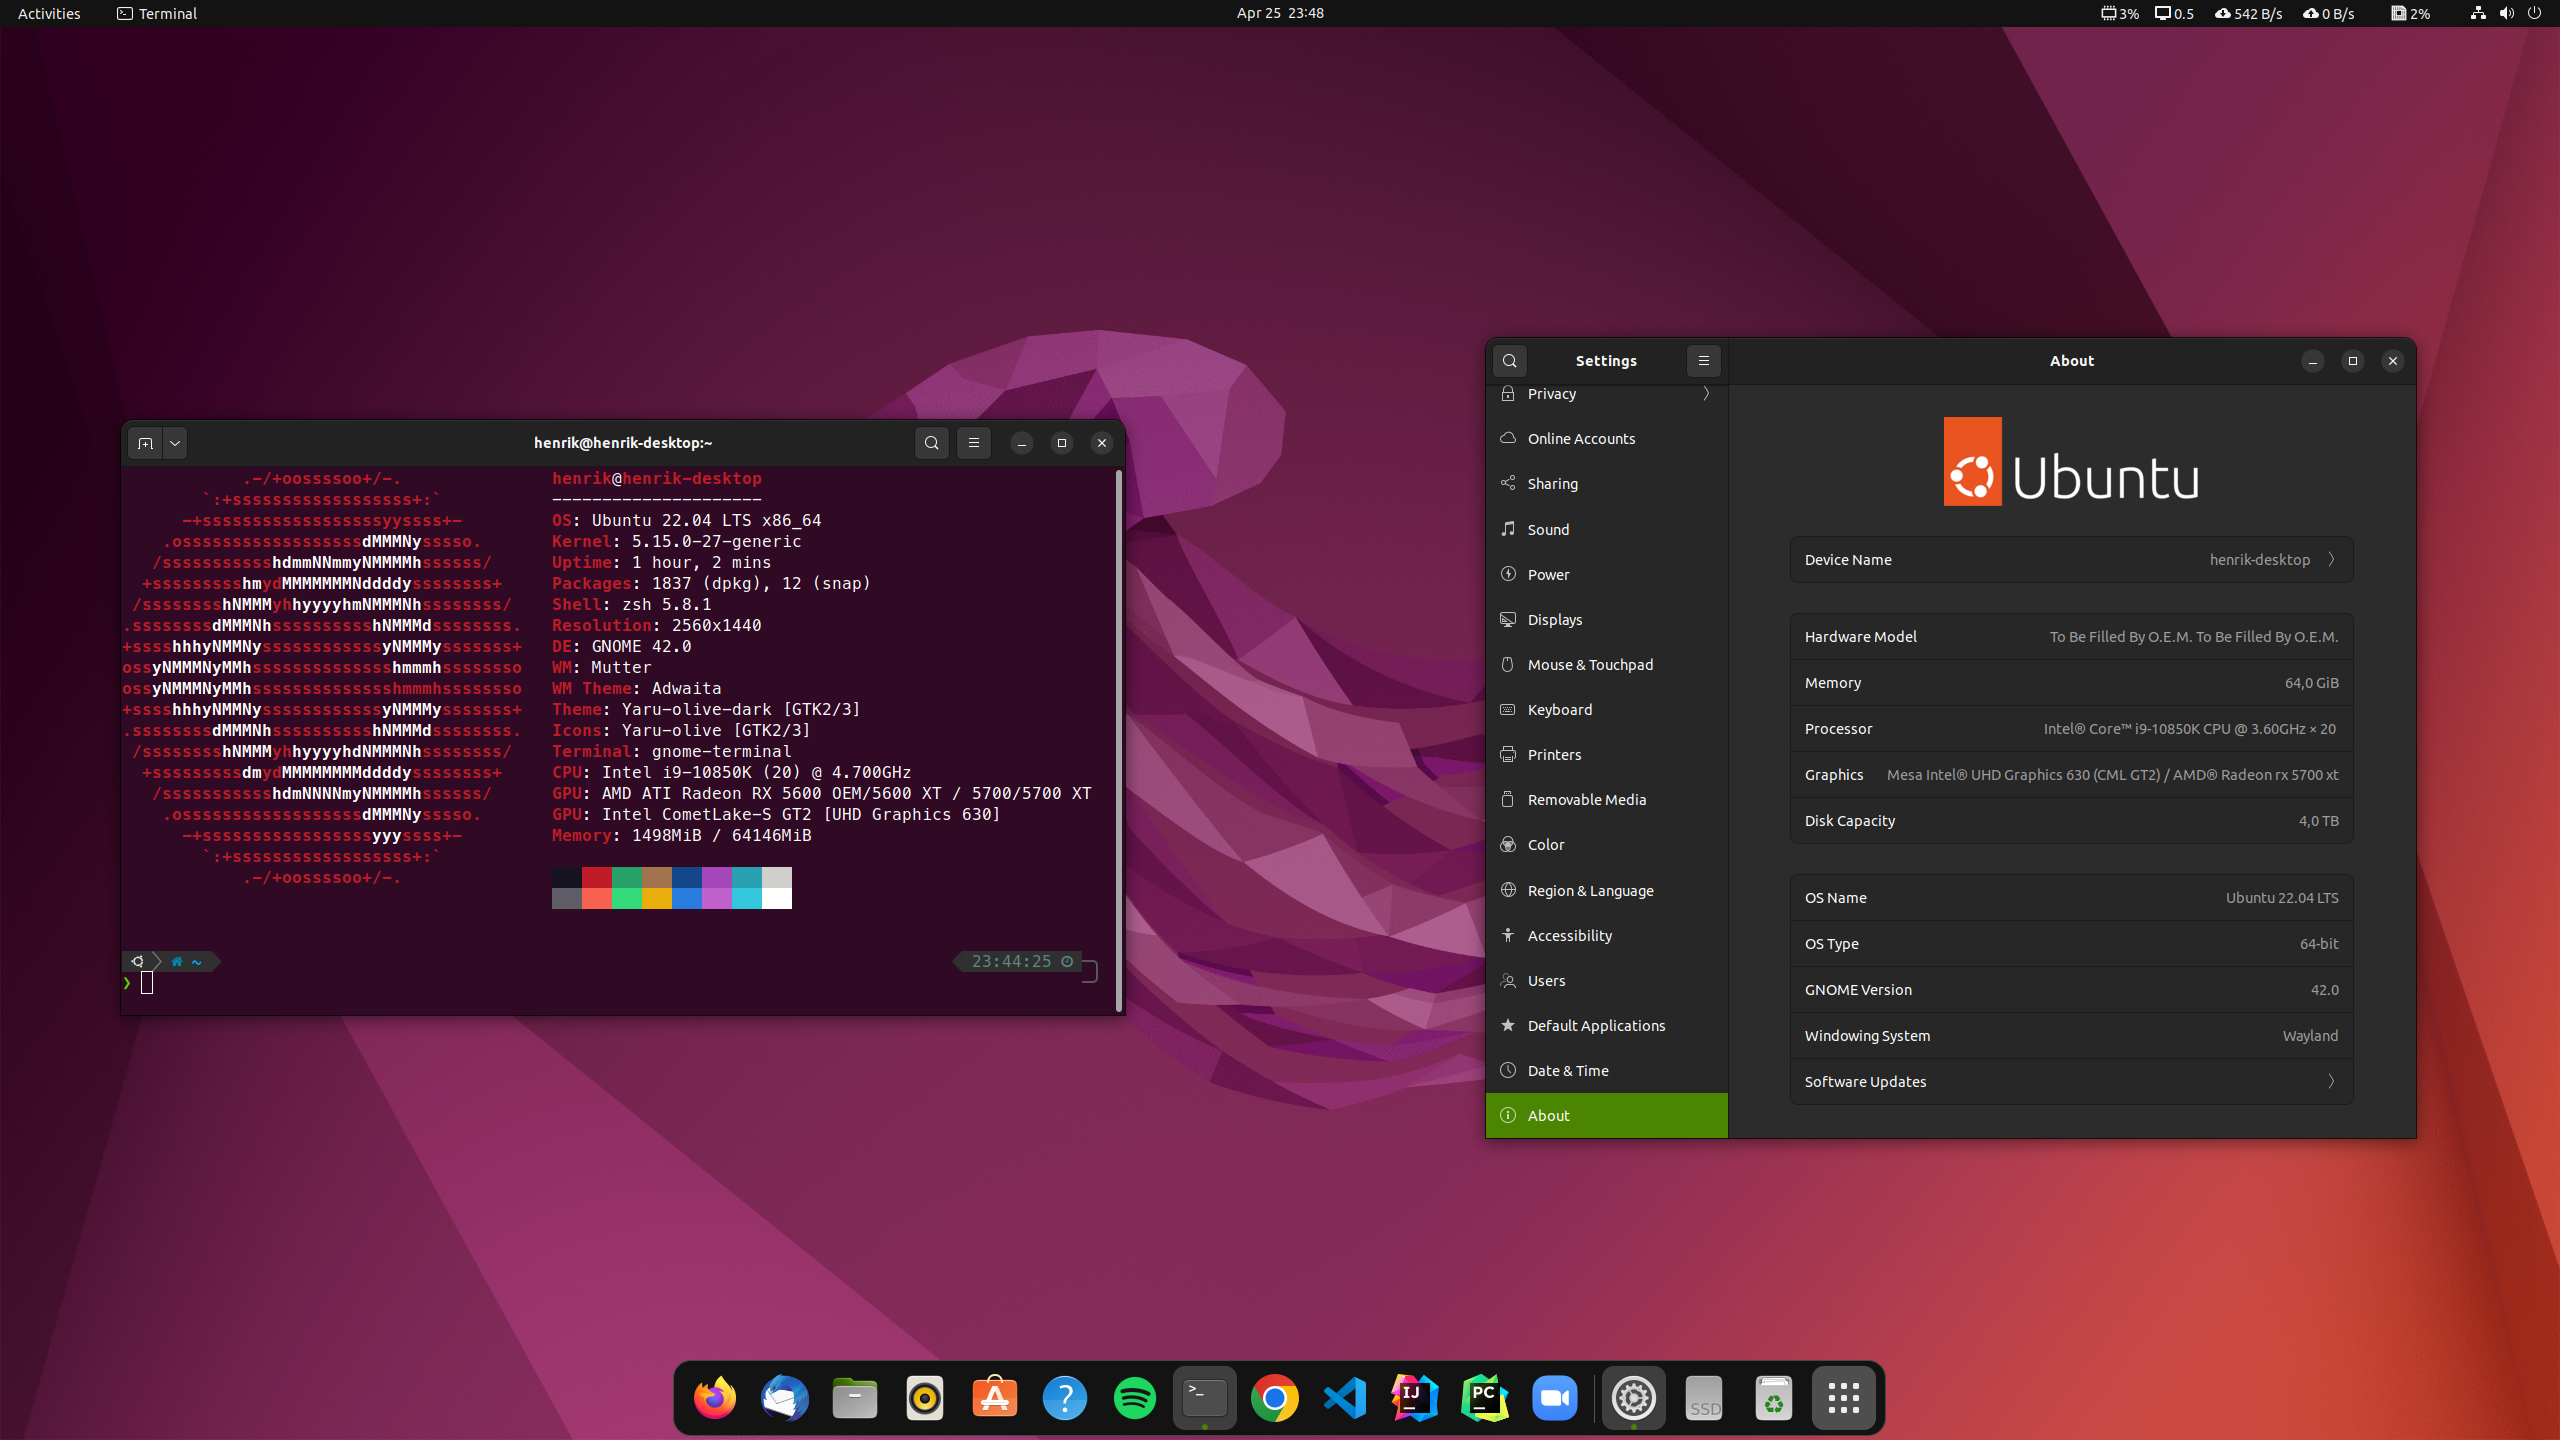 Activities
Terminal
Apr 25 23:48
3%
0.5
542 B/s
0 B/s
2%
henrik@henrik-desktop:~
.-/+oossssoo+/-.
`:+ssssssssssssssssss+:`
-+ssssssssssssssssssyyssss+-
.ossssssssssssssssssdMMMNysssso.
/ssssssssssshdmmNNmmyNMMMMhssssss/
+ssssssssshmydMMMMMMMNddddyssssssss+
/sssssssshNMMMyhhyyyyhmNMMMNhssssssss/
.ssssssssdMMMNhsssssssssshNMMMdssssssss.
+sssshhhyNMMNyssssssssssssyNMMMysssssss+
ossyNMMMNyMMhsssssssssssssshmmmhssssssso
ossyNMMMNyMMhsssssssssssssshmmmhssssssso
+sssshhhyNMMNyssssssssssssyNMMMysssssss+
.ssssssssdMMMNhsssssssssshNMMMdssssssss.
/sssssssshNMMMyhhyyyyhdNMMMNhssssssss/
+sssssssssdmydMMMMMMMMddddyssssssss+
/ssssssssssshdmNNNNmyNMMMMhssssss/
.ossssssssssssssssssdMMMNysssso.
-+sssssssssssssssssyyyssss+-
`:+ssssssssssssssssss+:`
.-/+oossssoo+/-.
henrik@henrik-desktop
---------------------
OS: Ubuntu 22.04 LTS x86_64
Kernel: 5.15.0-27-generic
Uptime: 1 hour, 2 mins
Packages: 1837 (dpkg), 12 (snap)
Shell: zsh 5.8.1
Resolution: 2560x1440
DE: GNOME 42.0
WM: Mutter
WM Theme: Adwaita
Theme: Yaru-olive-dark [GTK2/3]
Icons: Yaru-olive [GTK2/3]
Terminal: gnome-terminal
CPU: Intel i9-10850K (20) @ 4.700GHz
GPU: AMD ATI Radeon RX 5600 OEM/5600 XT / 5700/5700 XT
GPU: Intel CometLake-S GT2 [UHD Graphics 630]
Memory: 1498MiB / 64146MiB
~
23:44:25
❯
Settings
Privacy
Online Accounts
Sharing
Sound
Power
Displays
Mouse & Touchpad
Keyboard
Printers
Removable Media
Color
Region & Language
Accessibility
Users
Default Applications
Date & Time
About
About
Ubuntu
Device Name henrik-desktop
Hardware Model To Be Filled By O.E.M. To Be Filled By O.E.M.
Memory 64,0 GiB
Processor Intel® Core™ i9-10850K CPU @ 3.60GHz × 20
Graphics Mesa Intel® UHD Graphics 630 (CML GT2) / AMD® Radeon rx 5700 xt
Disk Capacity 4,0 TB
OS Name Ubuntu 22.04 LTS
OS Type 64-bit
GNOME Version 42.0
Windowing System Wayland
Software Updates
>_
IJ
PC
SSD